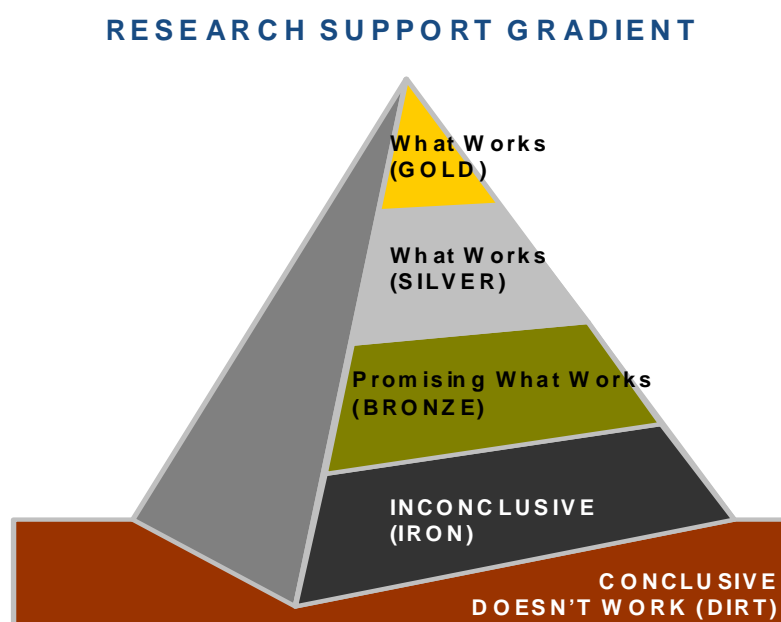 RESEARCH SUPPORT GRADIENT
What Works
(GOLD)
What Works
(SILVER)
Promising What Works
(BRONZE)
INCONCLUSIVE
(IRON)
CONCLUSIVE
DOESN'T WORK (DIRT)